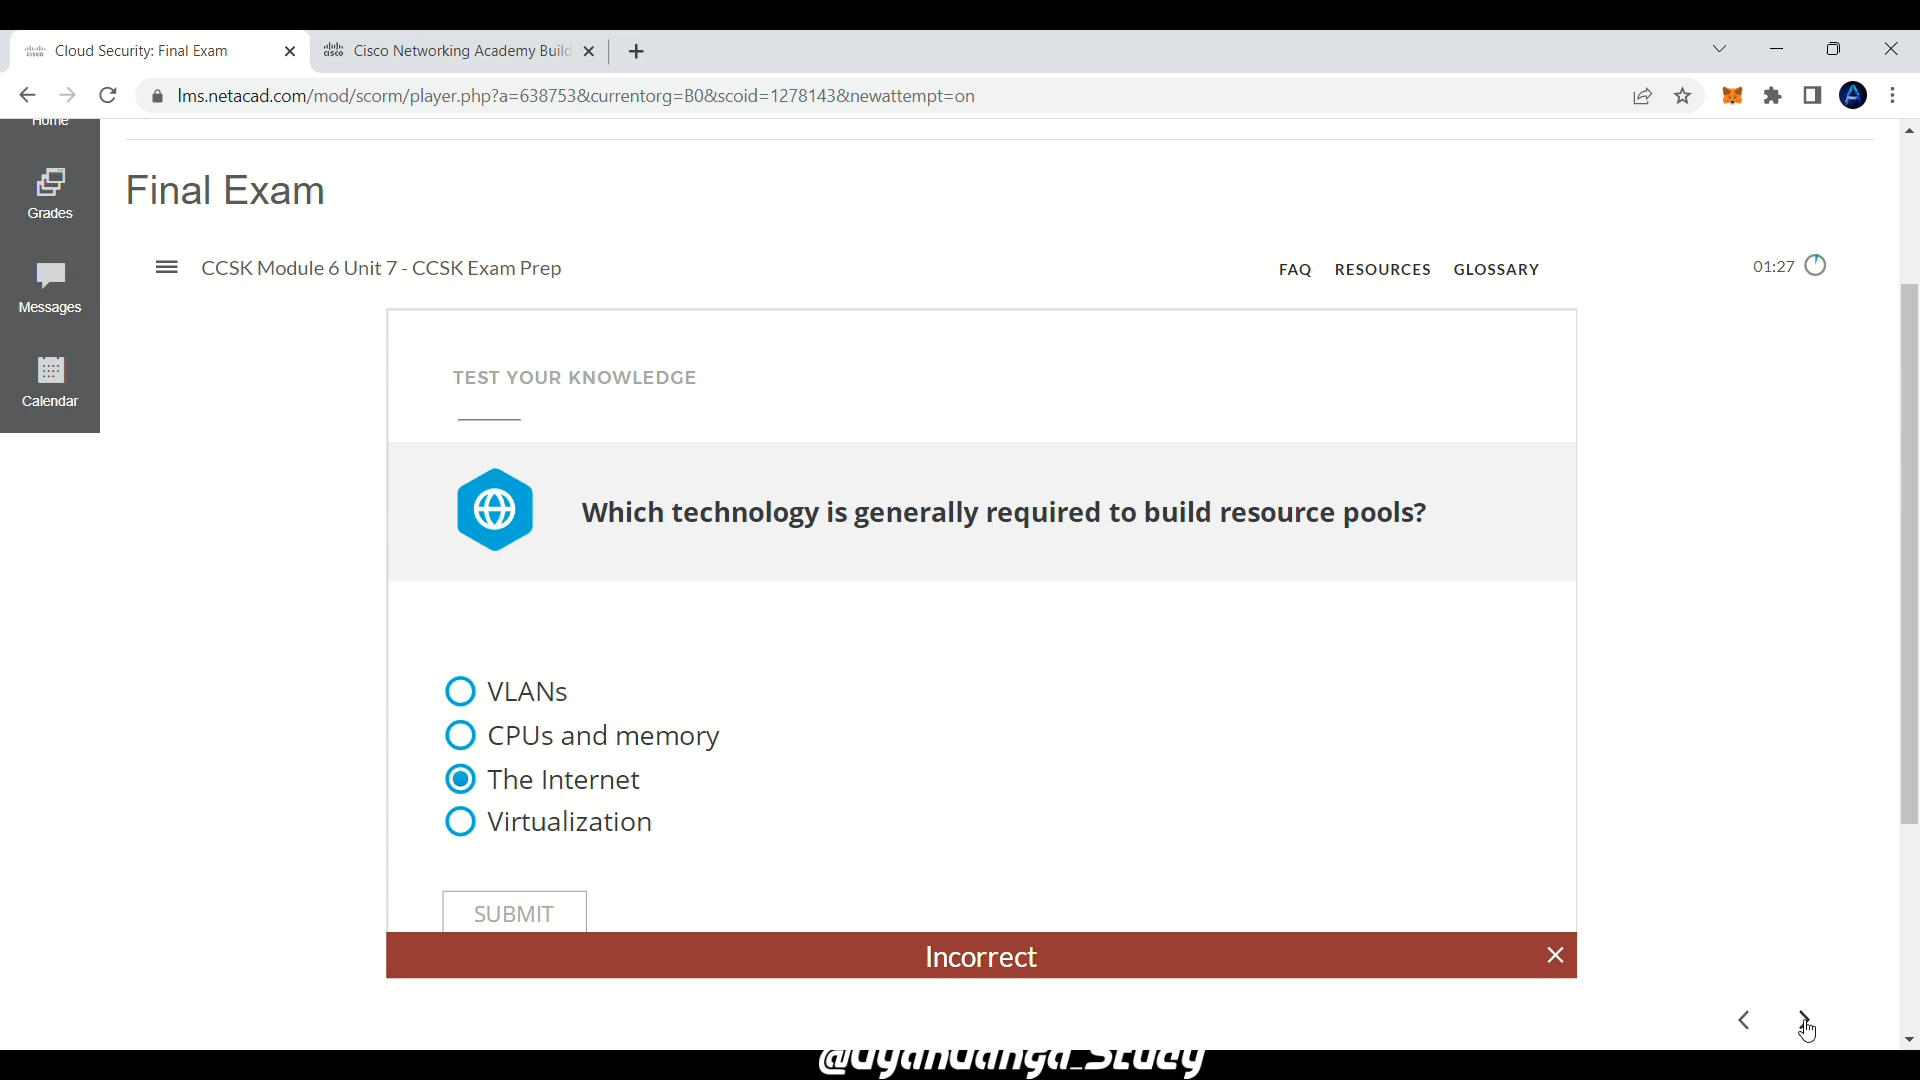 Cloud Security: Final Exam
Cisco Networking Academy Build
lms.netacad.com/mod/scorm/player.php?a=638753&currentorg=B0&scoid=1278143&newattempt=on
Home
Grades
Messages
Calendar
Final Exam
CCSK Module 6 Unit 7 - CCSK Exam Prep
FAQ RESOURCES GLOSSARY
01:27
TEST YOUR KNOWLEDGE
Which technology is generally required to build resource pools?
VLANs
CPUs and memory
The Internet
Virtualization
SUBMIT
Incorrect